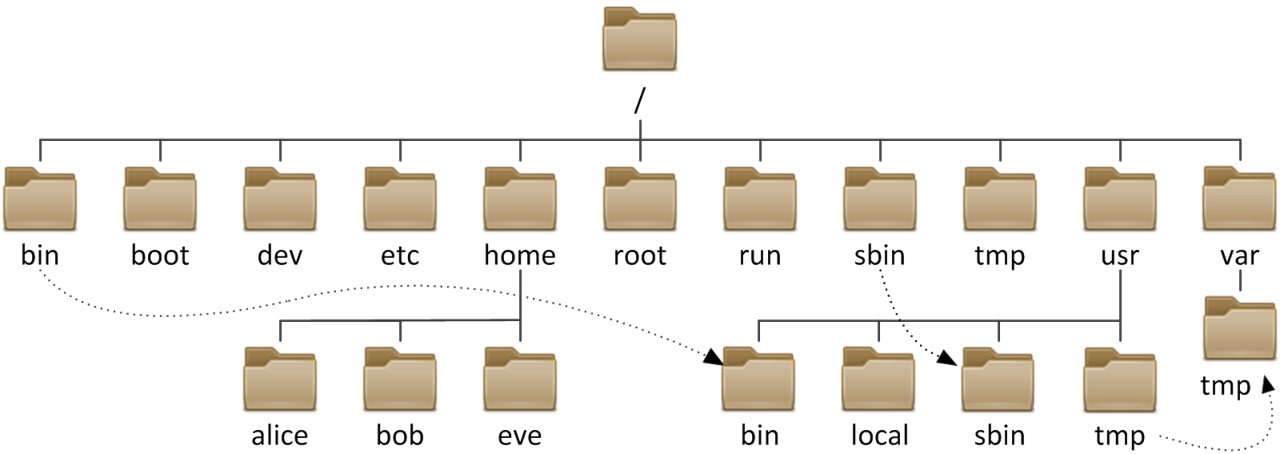 /
bin boot dev etc home root run sbin tmp usr var
tmp
alice bob eve bin local sbin tmp